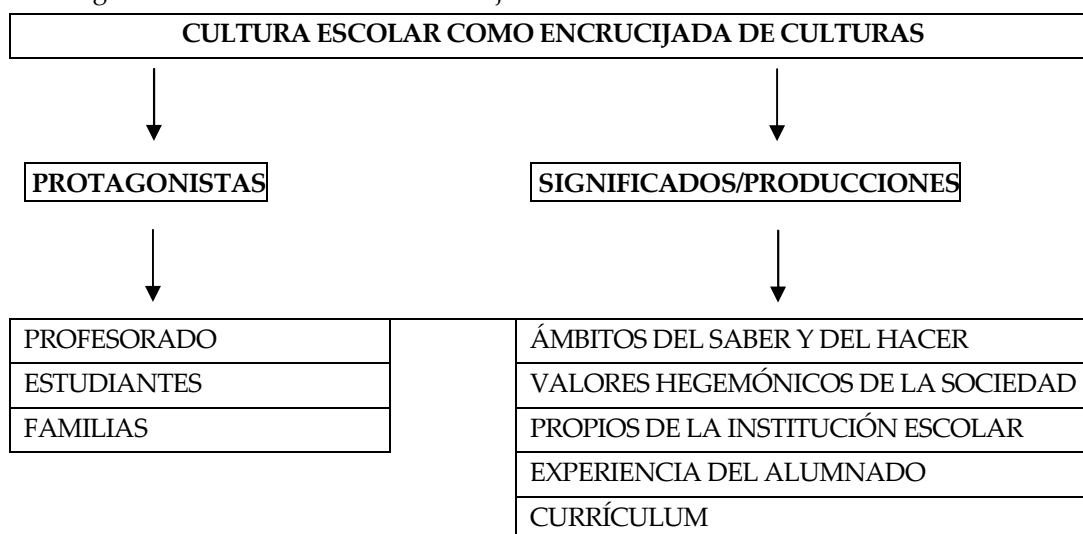 CULTURA ESCOLAR COMO ENCRUCIJADA DE CULTURAS
PROTAGONISTAS
SIGNIFICADOS/PRODUCCIONES
PROFESORADO
ESTUDIANTES
FAMILIAS
ÁMBITOS DEL SABER Y DEL HACER
VALORES HEGEMÓNICOS DE LA SOCIEDAD
PROPIOS DE LA INSTITUCIÓN ESCOLAR
EXPERIENCIA DEL ALUMNADO
CURRÍCULUM